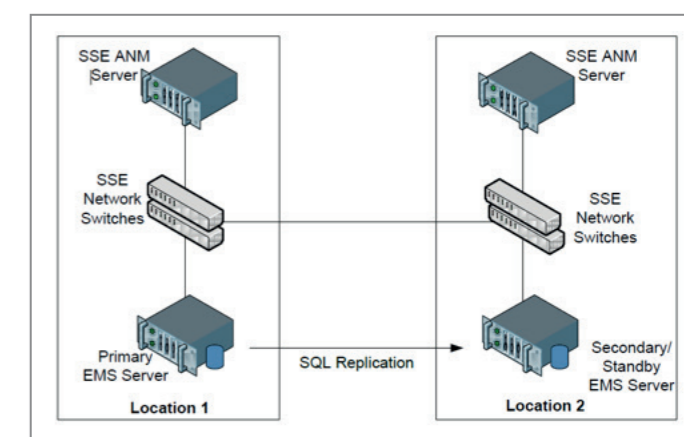 SSE ANM
Server
SSE
Network
Switches
Primary
EMS Server
Location 1
SQL Replication
SSE ANM
Server
SSE
Network
Switches
Secondary/
Standby
EMS Server
Location 2